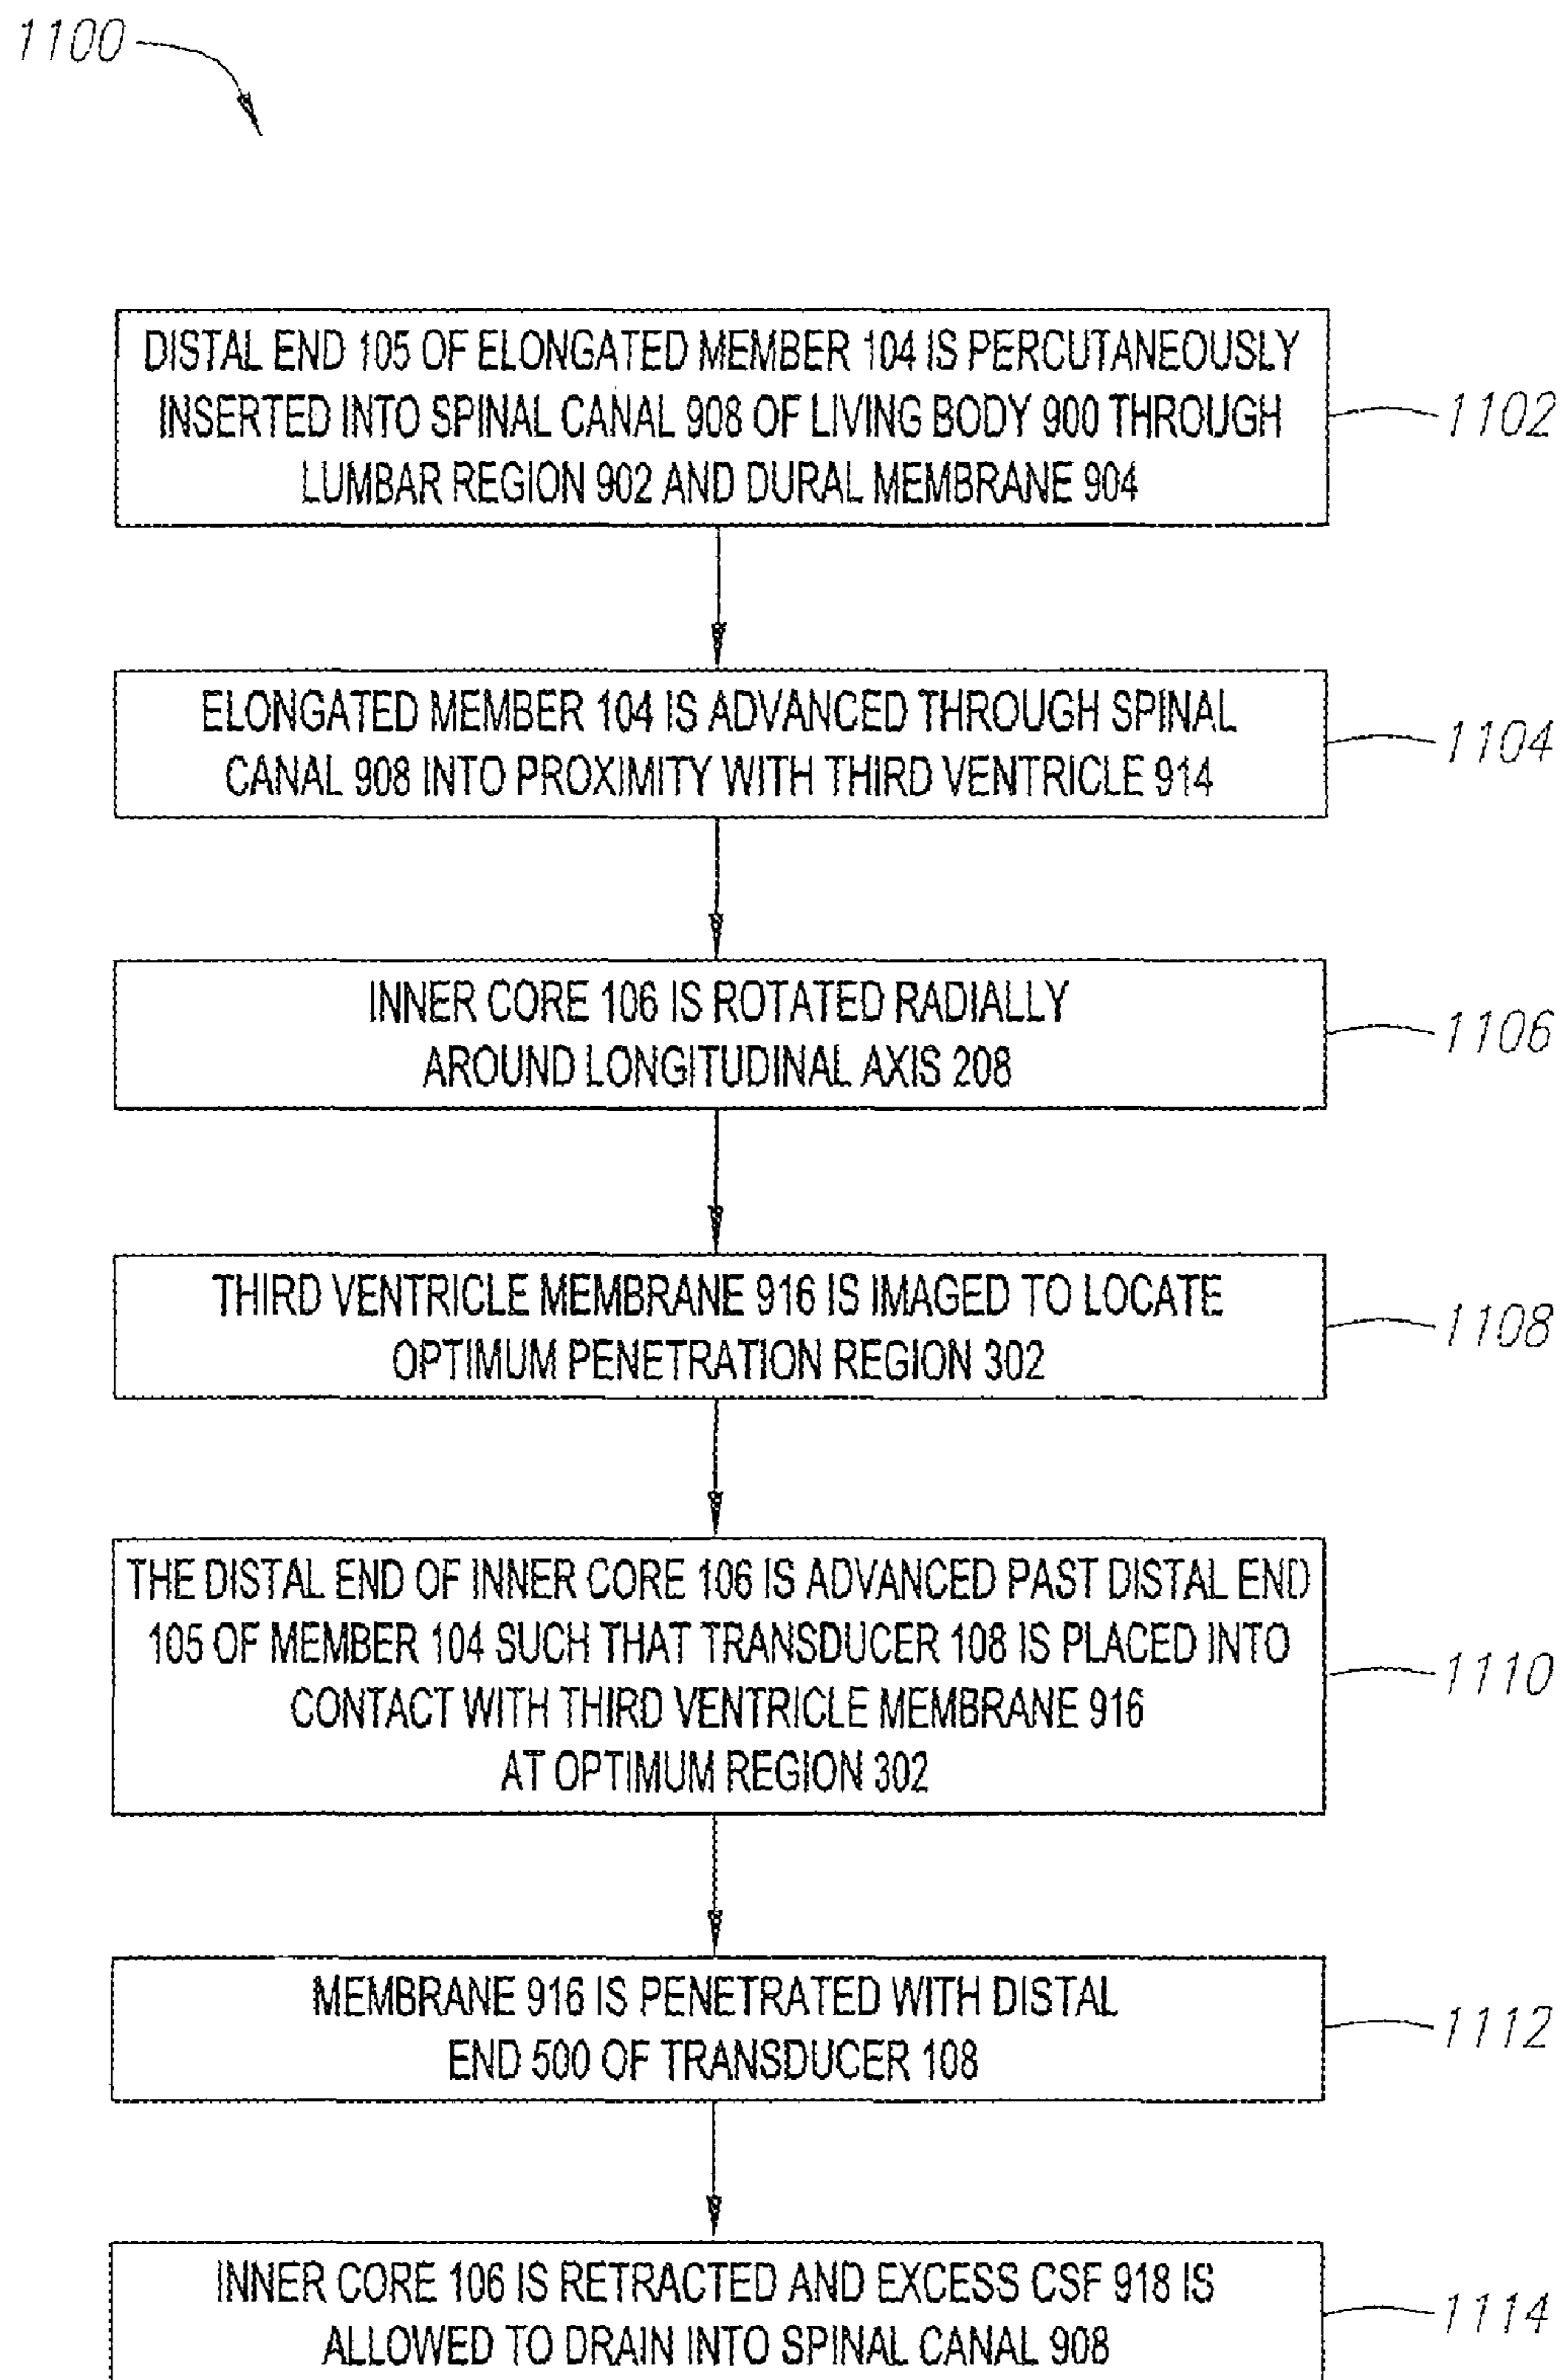 1100
DISTAL END 105 OF ELONGATED MEMBER 104 IS PERCUTANEOUSLY
INSERTED INTO SPINAL CANAL 908 OF LIVING BODY 900 THROUGH
LUMBAR REGION 902 AND DURAL MEMBRANE 904
1102
ELONGATED MEMBER 104 IS ADVANCED THROUGH SPINAL
CANAL 908 INTO PROXIMITY WITH THIRD VENTRICLE 914
1104
INNER CORE 106 IS ROTATED RADIALLY
AROUND LONGITUDINAL AXIS 208
1106
THIRD VENTRICLE MEMBRANE 916 IS IMAGED TO LOCATE
OPTIMUM PENETRATION REGION 302
1108
THE DISTAL END OF INNER CORE 106 IS ADVANCED PAST DISTAL END
105 OF MEMBER 104 SUCH THAT TRANSDUCER 108 IS PLACED INTO
CONTACT WITH THIRD VENTRICLE MEMBRANE 916
AT OPTIMUM REGION 302
1110
MEMBRANE 916 IS PENETRATED WITH DISTAL
END 500 OF TRANSDUCER 108
1112
INNER CORE 106 IS RETRACTED AND EXCESS CSF 918 IS
ALLOWED TO DRAIN INTO SPINAL CANAL 908
1114